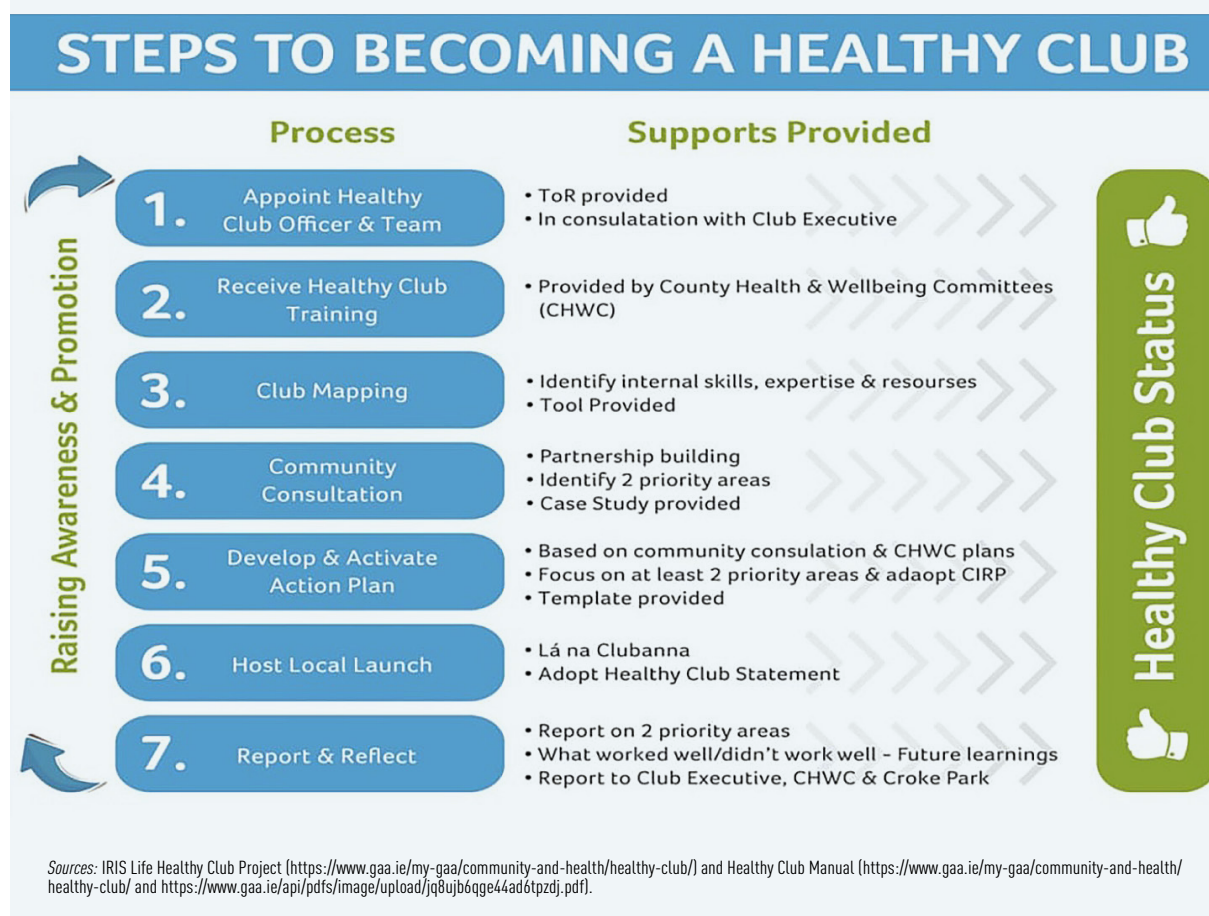 STEPS TO BECOMING A HEALTHY CLUB
Process
Supports Provided
Raising Awareness & Promotion
1.
Appoint Healthy
Club Officer & Team
• ToR provided
• In consulatation with Club Executive
2.
Receive Healthy Club
Training
• Provided by County Health & Wellbeing Committees
(CHWC)
3.
Club Mapping
• Identify internal skills, expertise & resourses
• Tool Provided
4.
Community
Consultation
• Partnership building
• Identify 2 priority areas
• Case Study provided
5.
Develop & Activate
Action Plan
• Based on community consulation & CHWC plans
• Focus on at least 2 priority areas & adaopt CIRP
• Template provided
6.
Host Local Launch
• Lá na Clubanna
• Adopt Healthy Club Statement
7.
Report & Reflect
• Report on 2 priority areas
• What worked well/didn't work well – Future learnings
• Report to Club Executive, CHWC & Croke Park
Healthy Club Status
Sources: IRIS Life Healthy Club Project (https://www.gaa.ie/my-gaa/community-and-health/healthy-club/) and Healthy Club Manual (https://www.gaa.ie/my-gaa/community-and-health/
healthy-club/ and https://www.gaa.ie/api/pdfs/image/upload/jq8ujb6qge44ad6tpzdj.pdf).